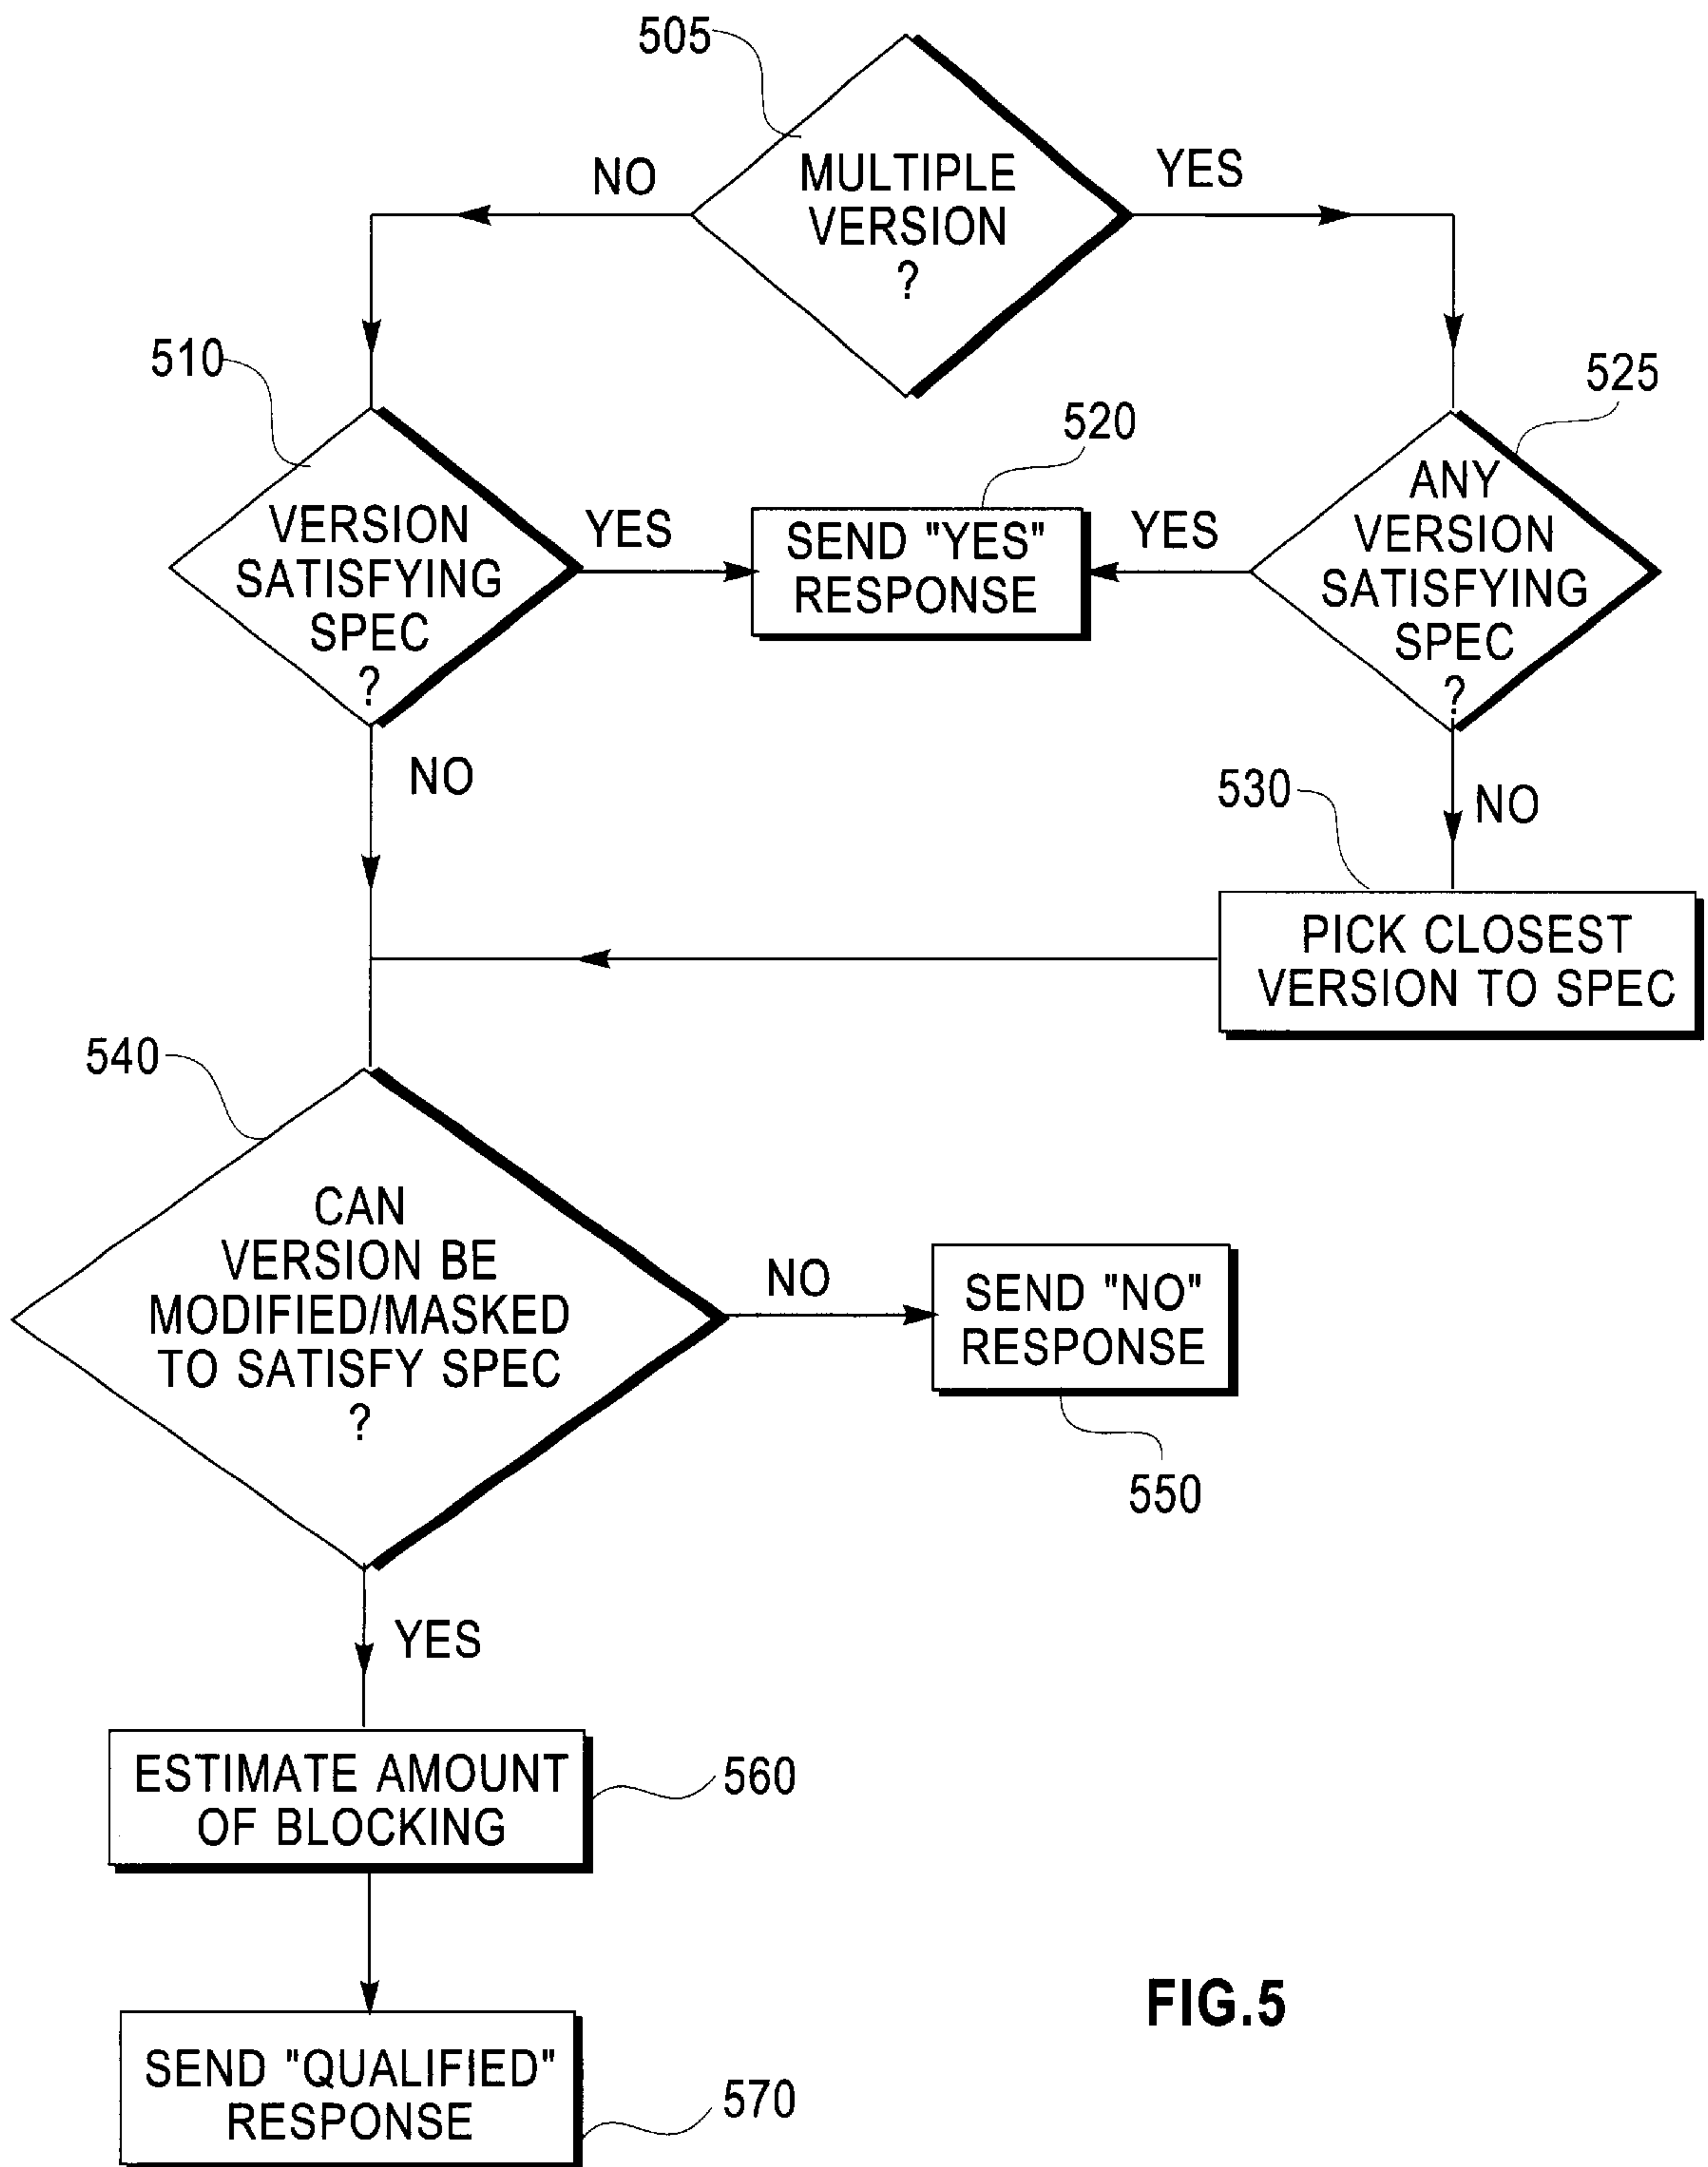 505
MULTIPLE
VERSION
?
NO
YES
510
VERSION
SATISFYING
SPEC
?
YES
520
SEND "YES"
RESPONSE
YES
525
ANY
VERSION
SATISFYING
SPEC
?
NO
NO
530
PICK CLOSEST
VERSION TO SPEC
540
CAN
VERSION BE
MODIFIED/MASKED
TO SATISFY SPEC
?
NO
SEND "NO"
RESPONSE
550
YES
ESTIMATE AMOUNT
OF BLOCKING
560
SEND "QUALIFIED"
RESPONSE
570
FIG.5